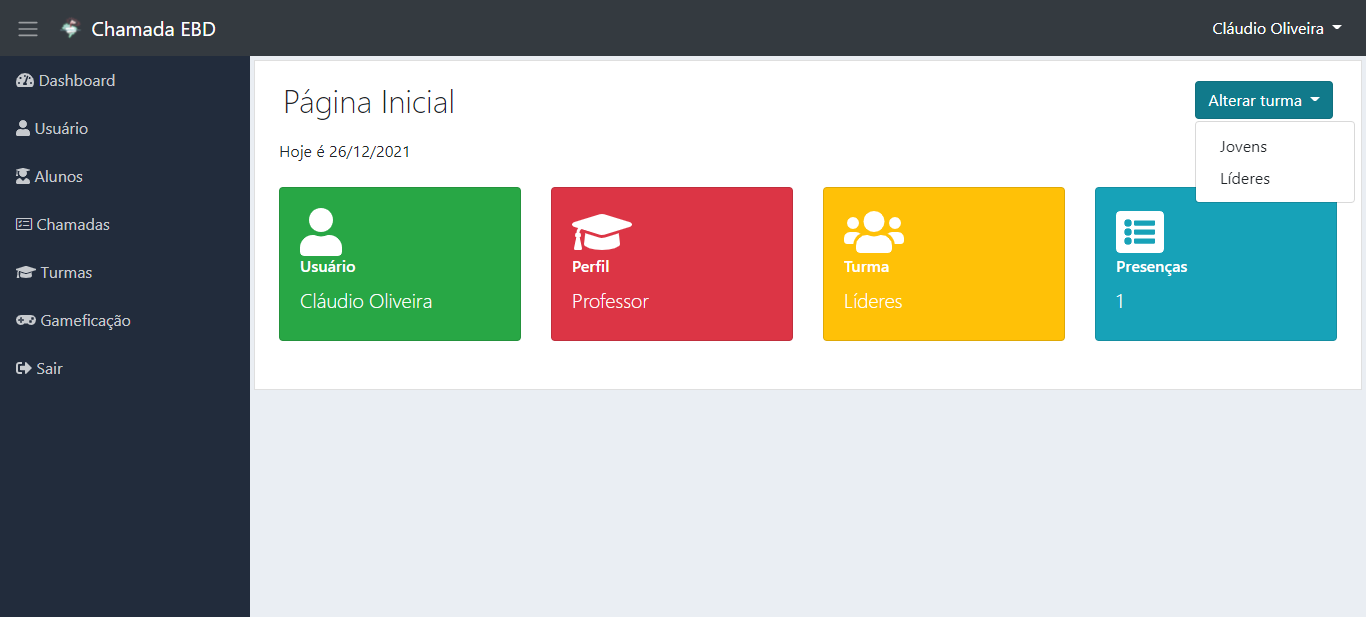 Chamada EBD
Cláudio Oliveira
Dashboard
Usuário
Alunos
Chamadas
Turmas
Gameficação
Sair
Página Inicial
Alterar turma
Jovens
Líderes
Hoje é 26/12/2021
Usuário
Cláudio Oliveira
Perfil
Professor
Turma
Líderes
Presenças
1